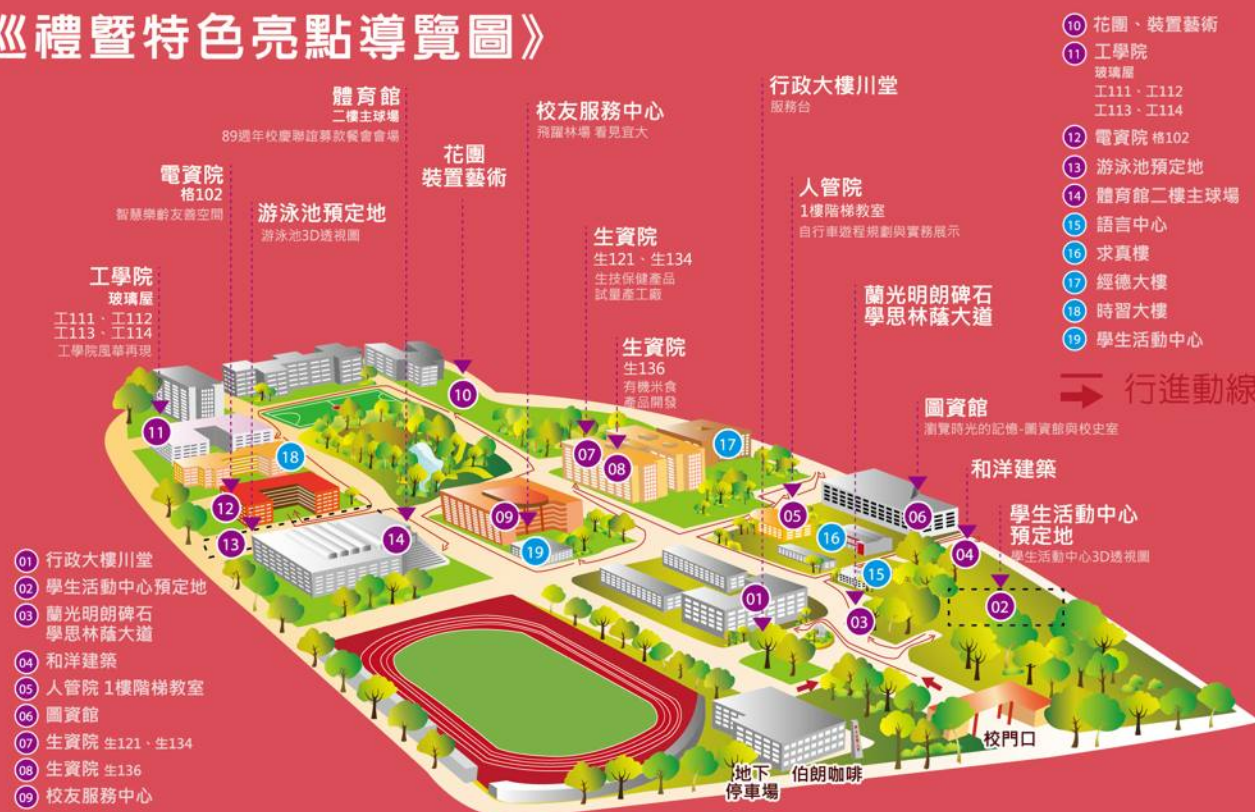 巡禮暨特色亮點導覽圖》
體育館
二樓主球場
89週年校慶聯誼募款餐會會場
花圃
裝置藝術
校友服務中心
飛躍林場 看見宜大
行政大樓川堂
服務台
電資院
格102
智慧樂齡友善空間
游泳池預定地
游泳池3D透視圖
工學院
玻璃屋
工111、工112
工113、工114
工學院風華再現
生資院
生121、生134
生技保健產品
試量產工廠
生資院
生136
有機米食
產品開發
人管院
1樓階梯教室
自行車遊程規劃與實務展示
蘭光明朗碑石
學思林蔭大道
圖資館
瀏覽時光的記憶-圖資館與校史室
和洋建築
學生活動中心
預定地
學生活動中心3D透視圖
10 花圃、裝置藝術
11 工學院
玻璃屋
工111、工112
工113、工114
12 電資院 格102
13 游泳池預定地
14 體育館二樓主球場
15 語言中心
16 求真樓
17 經德大樓
18 時習大樓
19 學生活動中心
行進動線
10
11
18
12
13
14
07
08
17
09
19
05
06
16
15
04
01
03
02
01 行政大樓川堂
02 學生活動中心預定地
03 蘭光明朗碑石
學思林蔭大道
04 和洋建築
05 人管院 1樓階梯教室
06 圖資館
07 生資院 生121、生134
08 生資院 生136
09 校友服務中心
校門口
地下
停車場
伯朗咖啡